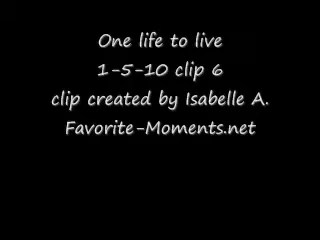 One life to live
1-5-10 clip 6
clip created by Isabelle A.
Favorite-Moments.net